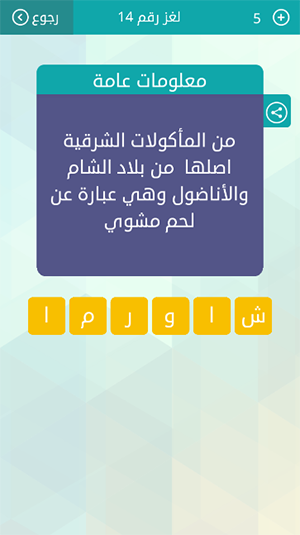 رجوع لغز رقم 14 5
معلومات عامة
من المأكولات الشرقية
اصلها من بلاد الشام
والأناضول وهي عبارة عن
لحم مشوي
ش ا و ر م ا